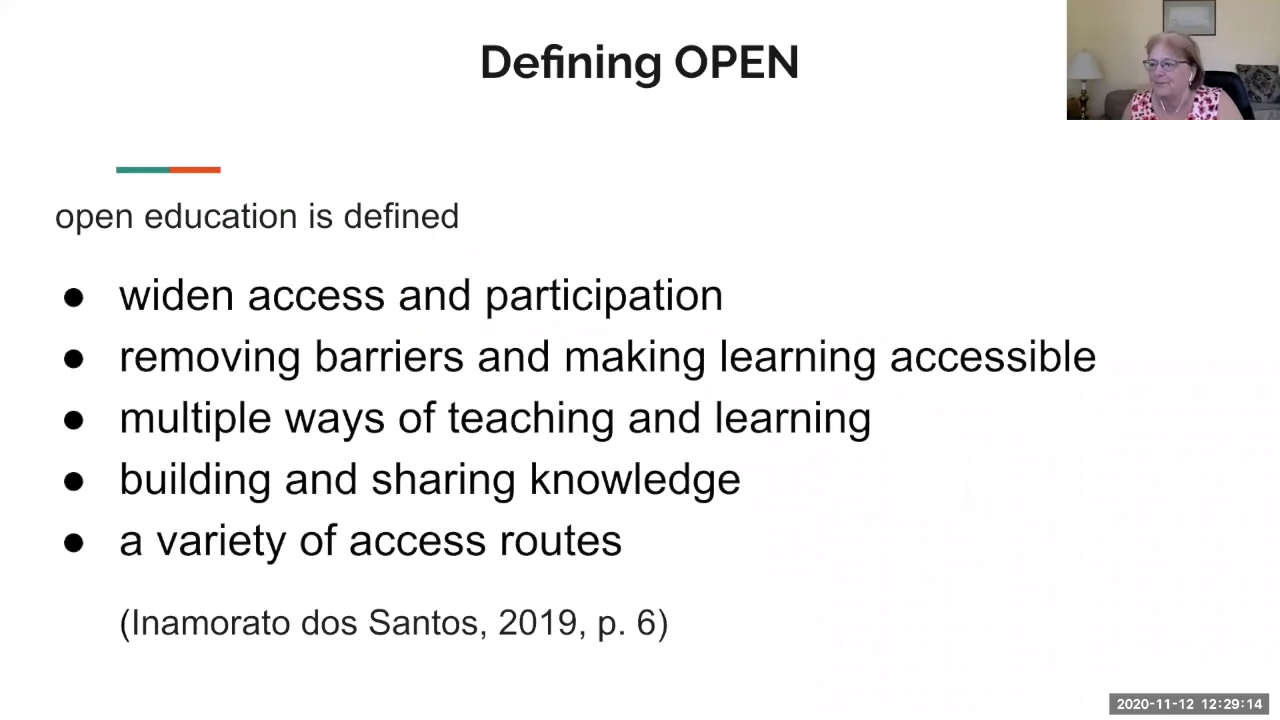 Defining OPEN
open education is defined
● widen access and participation
● removing barriers and making learning accessible
● multiple ways of teaching and learning
● building and sharing knowledge
● a variety of access routes
(Inamorato dos Santos, 2019, p. 6)
2020-11-12 12:29:14